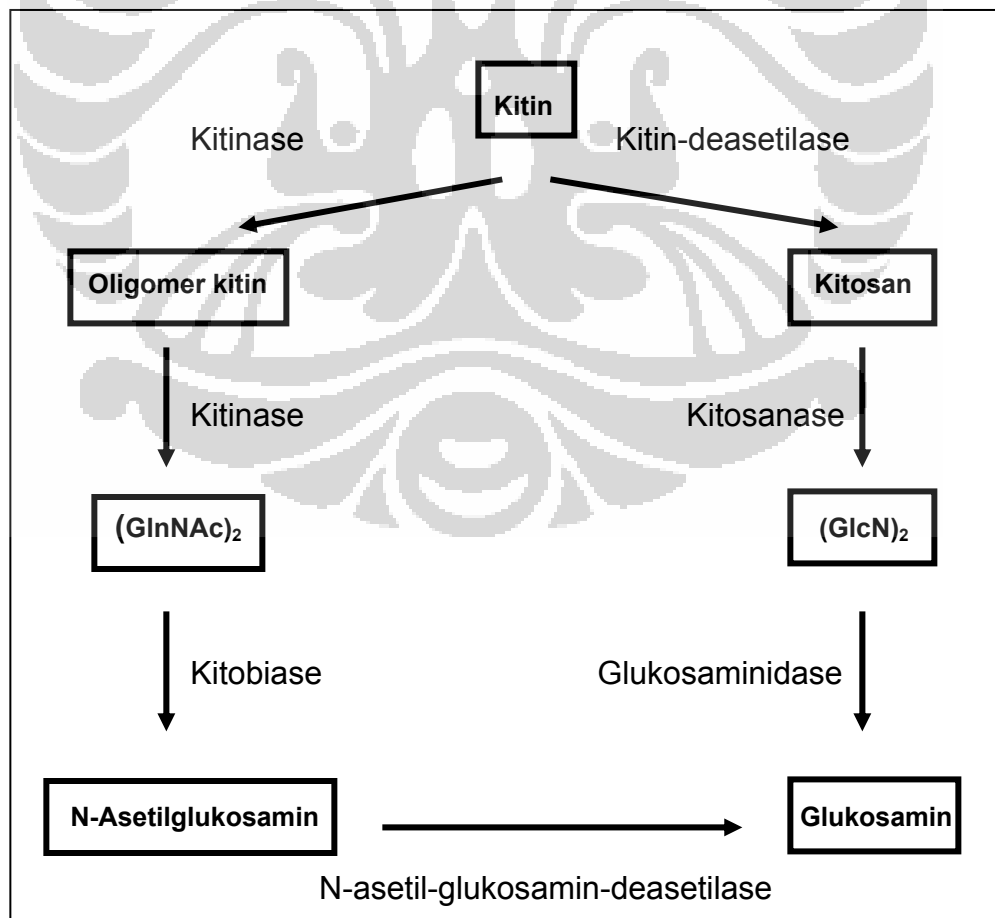 Kitin
Kitinase
Kitin-deasetilase
Oligomer kitin
Kitosan
Kitinase
Kitosanase
(GlnNAc)₂
(GlcN)₂
Kitobiase
Glukosaminidase
N-Asetilglukosamin
Glukosamin
N-asetil-glukosamin-deasetilase